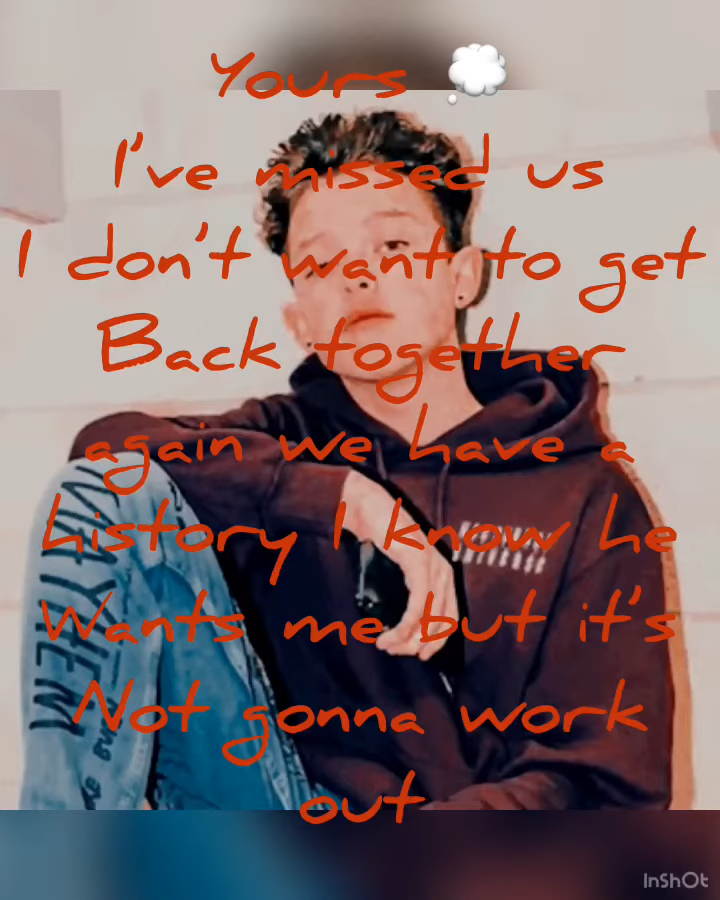 Yours 💭
I've missed us
I don't want to get
Back together
again we have a
history I know he
Wants me but it's
Not gonna work
out
MAYHEM
InShOt